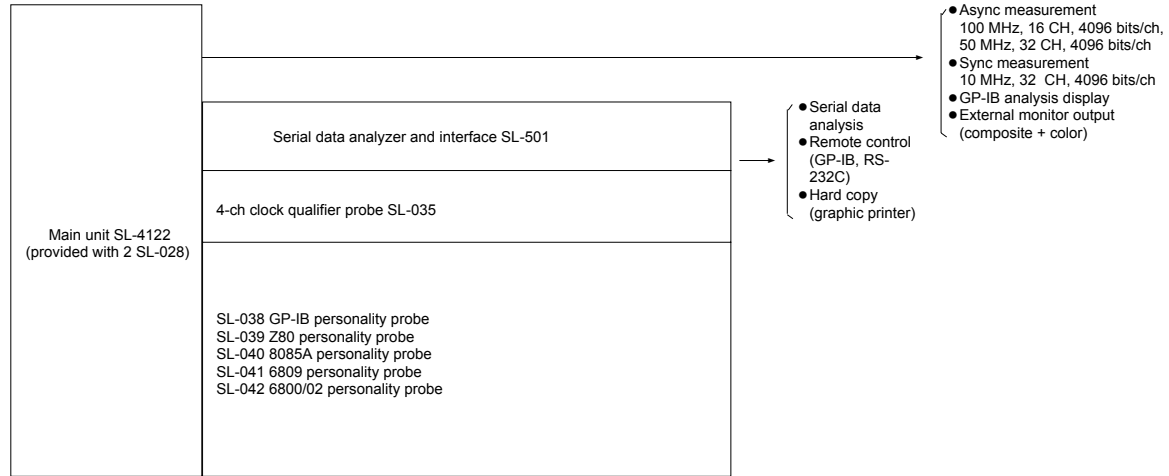 ● Async measurement
100 MHz, 16 CH, 4096 bits/ch,
50 MHz, 32 CH, 4096 bits/ch
● Sync measurement
10 MHz, 32 CH, 4096 bits/ch
● GP-IB analysis display
● External monitor output
(composite + color)
Serial data analyzer and interface SL-501
● Serial data
analysis
● Remote control
(GP-IB, RS-
232C)
● Hard copy
(graphic printer)
4-ch clock qualifier probe SL-035
Main unit SL-4122
(provided with 2 SL-028)
SL-038 GP-IB personality probe
SL-039 Z80 personality probe
SL-040 8085A personality probe
SL-041 6809 personality probe
SL-042 6800/02 personality probe